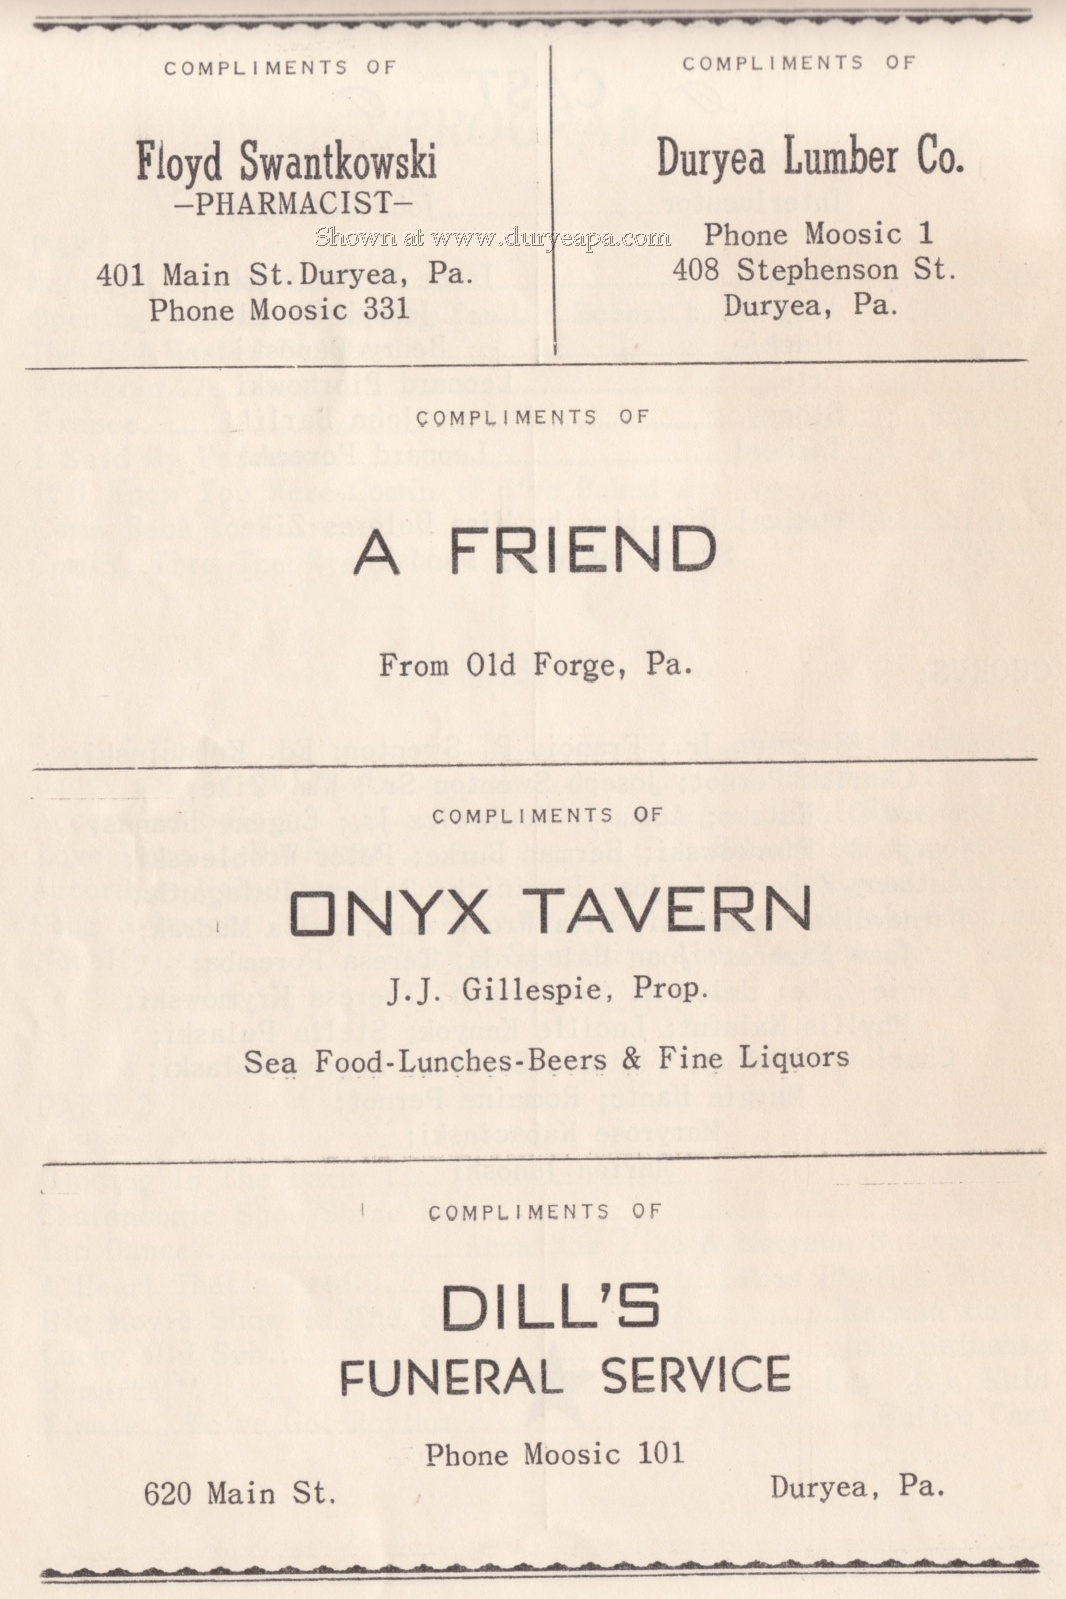 COMPLIMENTS OF
Floyd Swantkowski
-PHARMACIST-
401 Main St. Duryea, Pa.
Phone Moosic 331
COMPLIMENTS OF
Duryea Lumber Co.
Phone Moosic 1
408 Stephenson St.
Duryea, Pa.
Shown at www.duryeapa.com
COMPLIMENTS OF
A FRIEND
From Old Forge, Pa.
COMPLIMENTS OF
ONYX TAVERN
J.J. Gillespie, Prop.
Sea Food-Lunches-Beers & Fine Liquors
COMPLIMENTS OF
DILL'S
FUNERAL SERVICE
Phone Moosic 101
620 Main St.
Duryea, Pa.